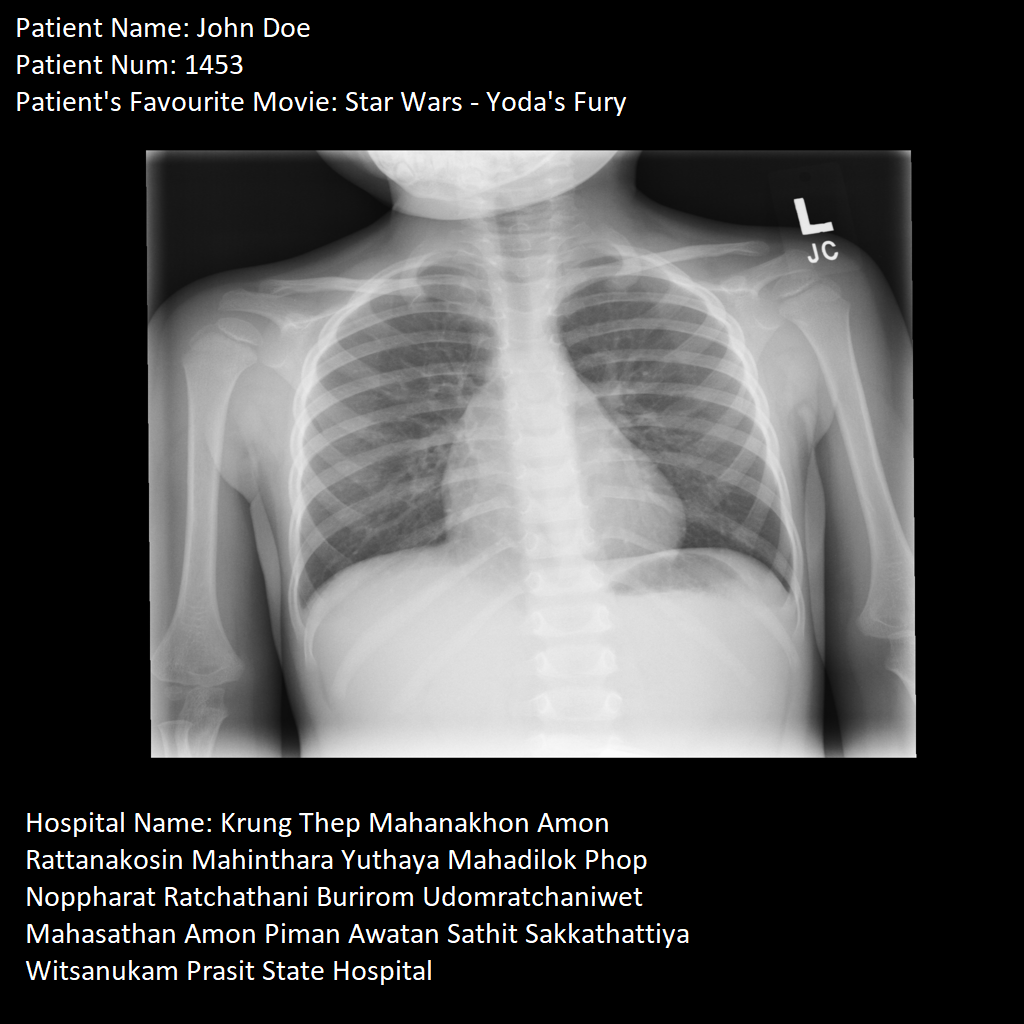 Patient Name: John Doe
Patient Num: 1453
Patient's Favourite Movie: Star Wars - Yoda's Fury
L
JC
Hospital Name: Krung Thep Mahanakhon Amon
Rattanakosin Mahinthara Yuthaya Mahadilok Phop
Noppharat Ratchathani Burirom Udomratchaniwet
Mahasathan Amon Piman Awatan Sathit Sakkathattiya
Witsanukam Prasit State Hospital